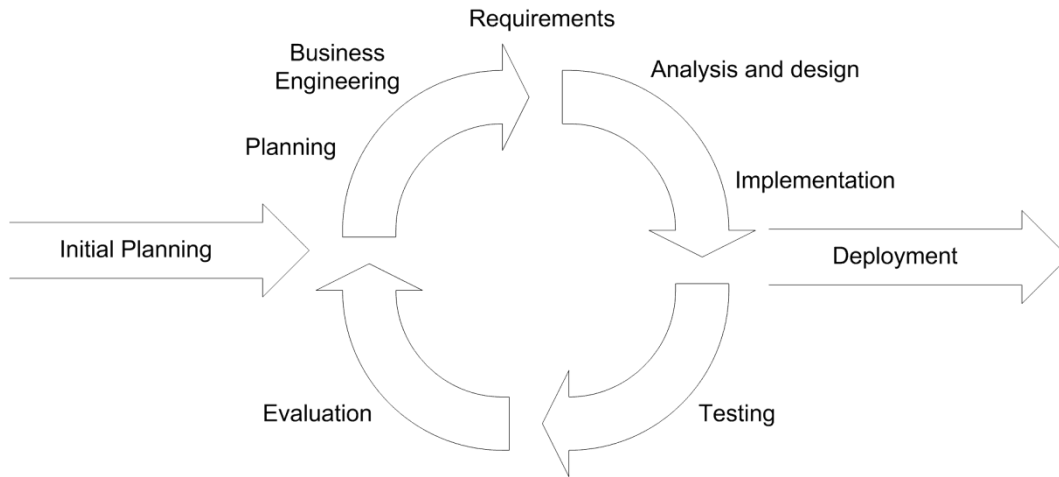 Requirements
Business
Engineering
Analysis and design
Planning
Implementation
Initial Planning
Deployment
Evaluation
Testing